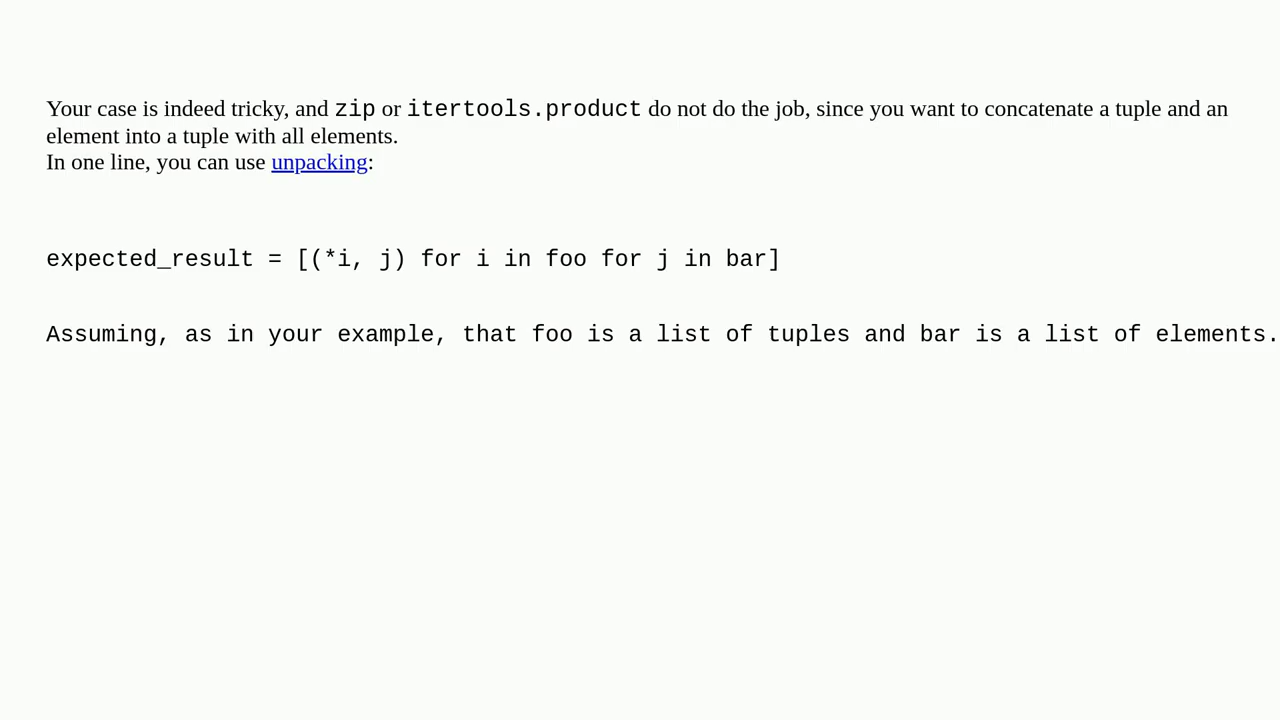 Your case is indeed tricky, and zip or itertools.product do not do the job, since you want to concatenate a tuple and an
element into a tuple with all elements.
In one line, you can use unpacking:
expected_result = [(*i, j) for i in foo for j in bar]
Assuming, as in your example, that foo is a list of tuples and bar is a list of elements.